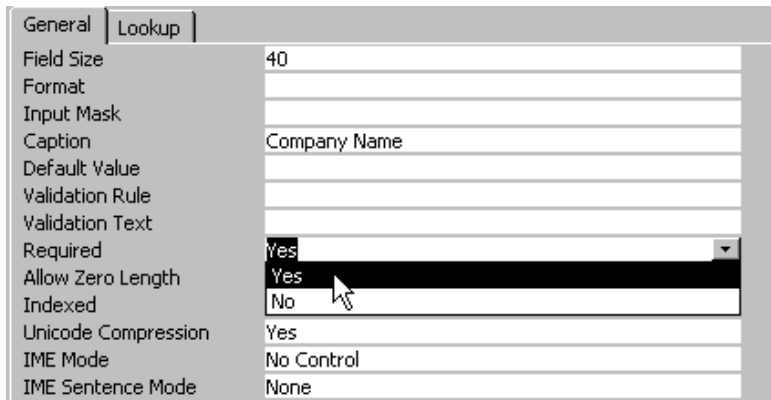 General Lookup
Field Size 40
Format
Input Mask
Caption Company Name
Default Value
Validation Rule
Validation Text
Required Yes
Allow Zero Length Yes
Indexed No
Unicode Compression Yes
IME Mode No Control
IME Sentence Mode None